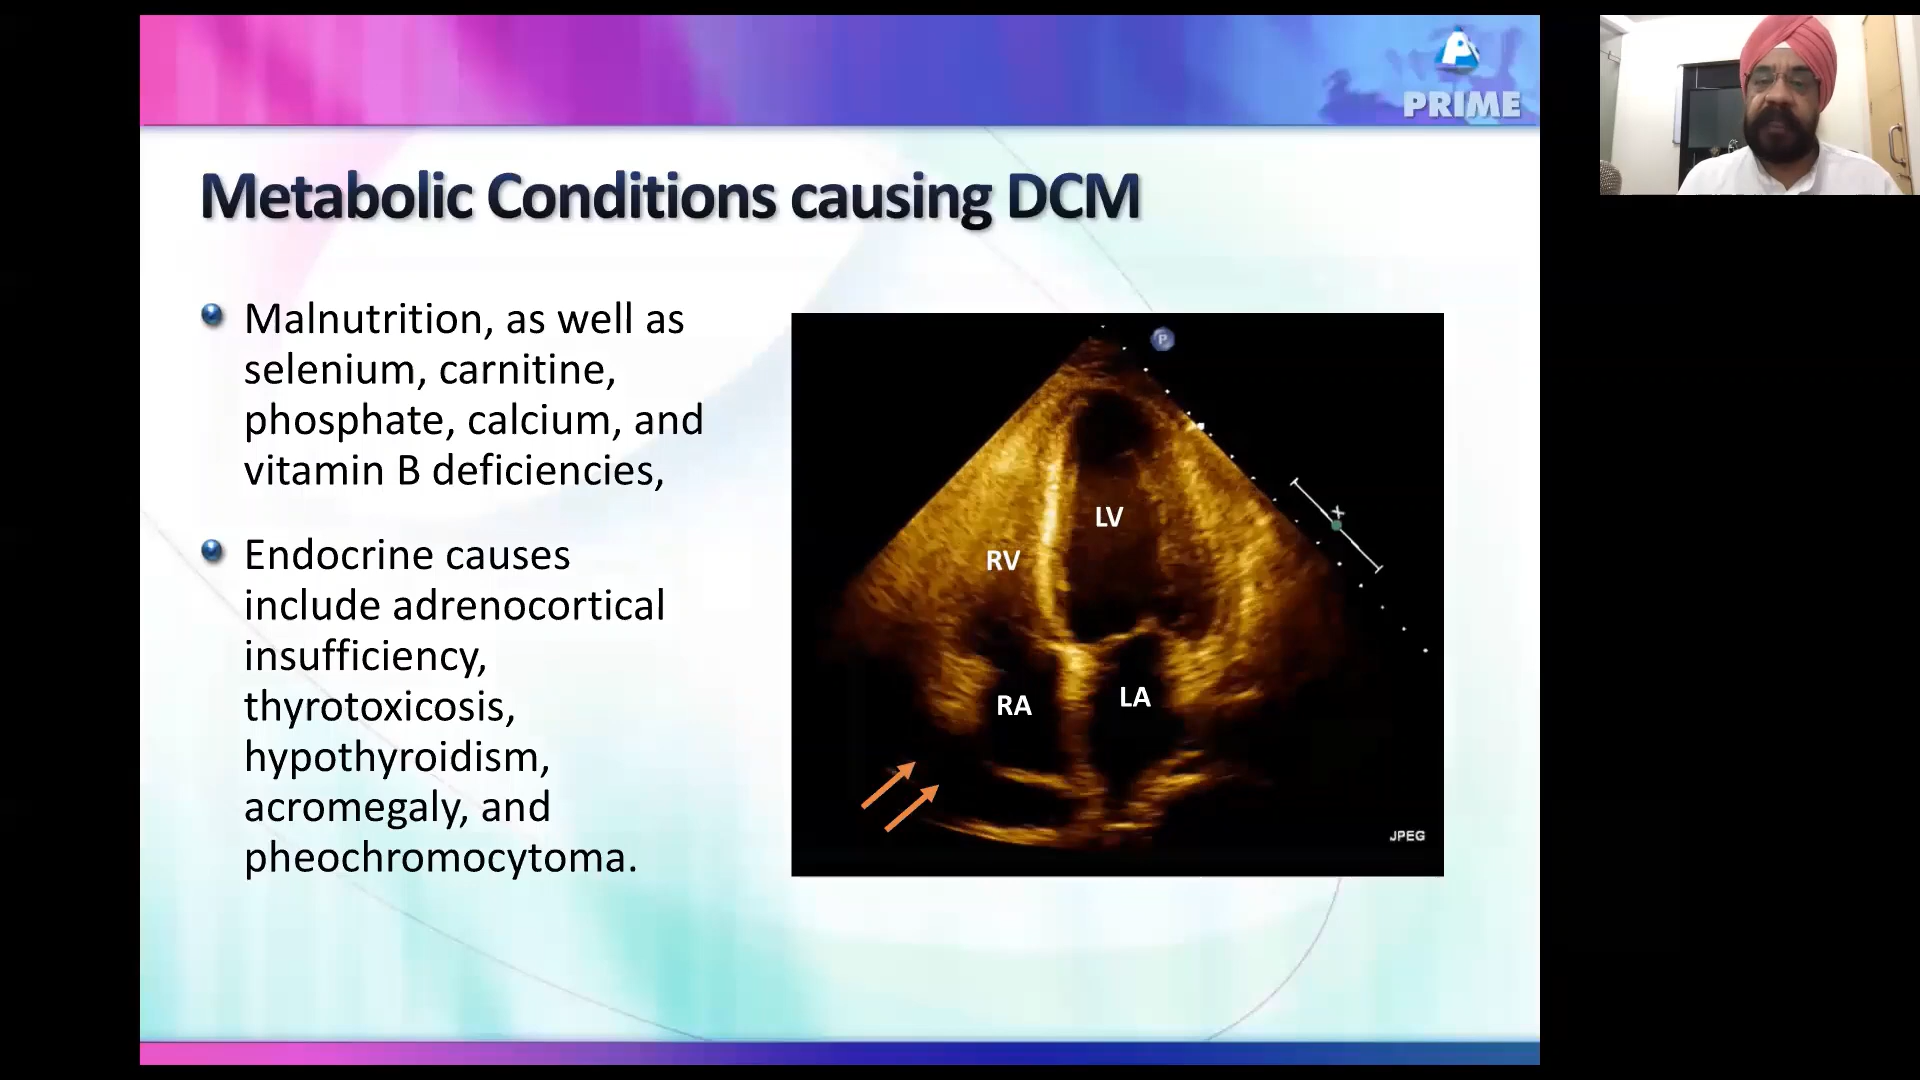 PRIME
Metabolic Conditions causing DCM
Malnutrition, as well as
selenium, carnitine,
phosphate, calcium, and
vitamin B deficiencies,
Endocrine causes
include adrenocortical
insufficiency,
thyrotoxicosis,
hypothyroidism,
acromegaly, and
pheochromocytoma.
P
LV
RV
RA
LA
JPEG